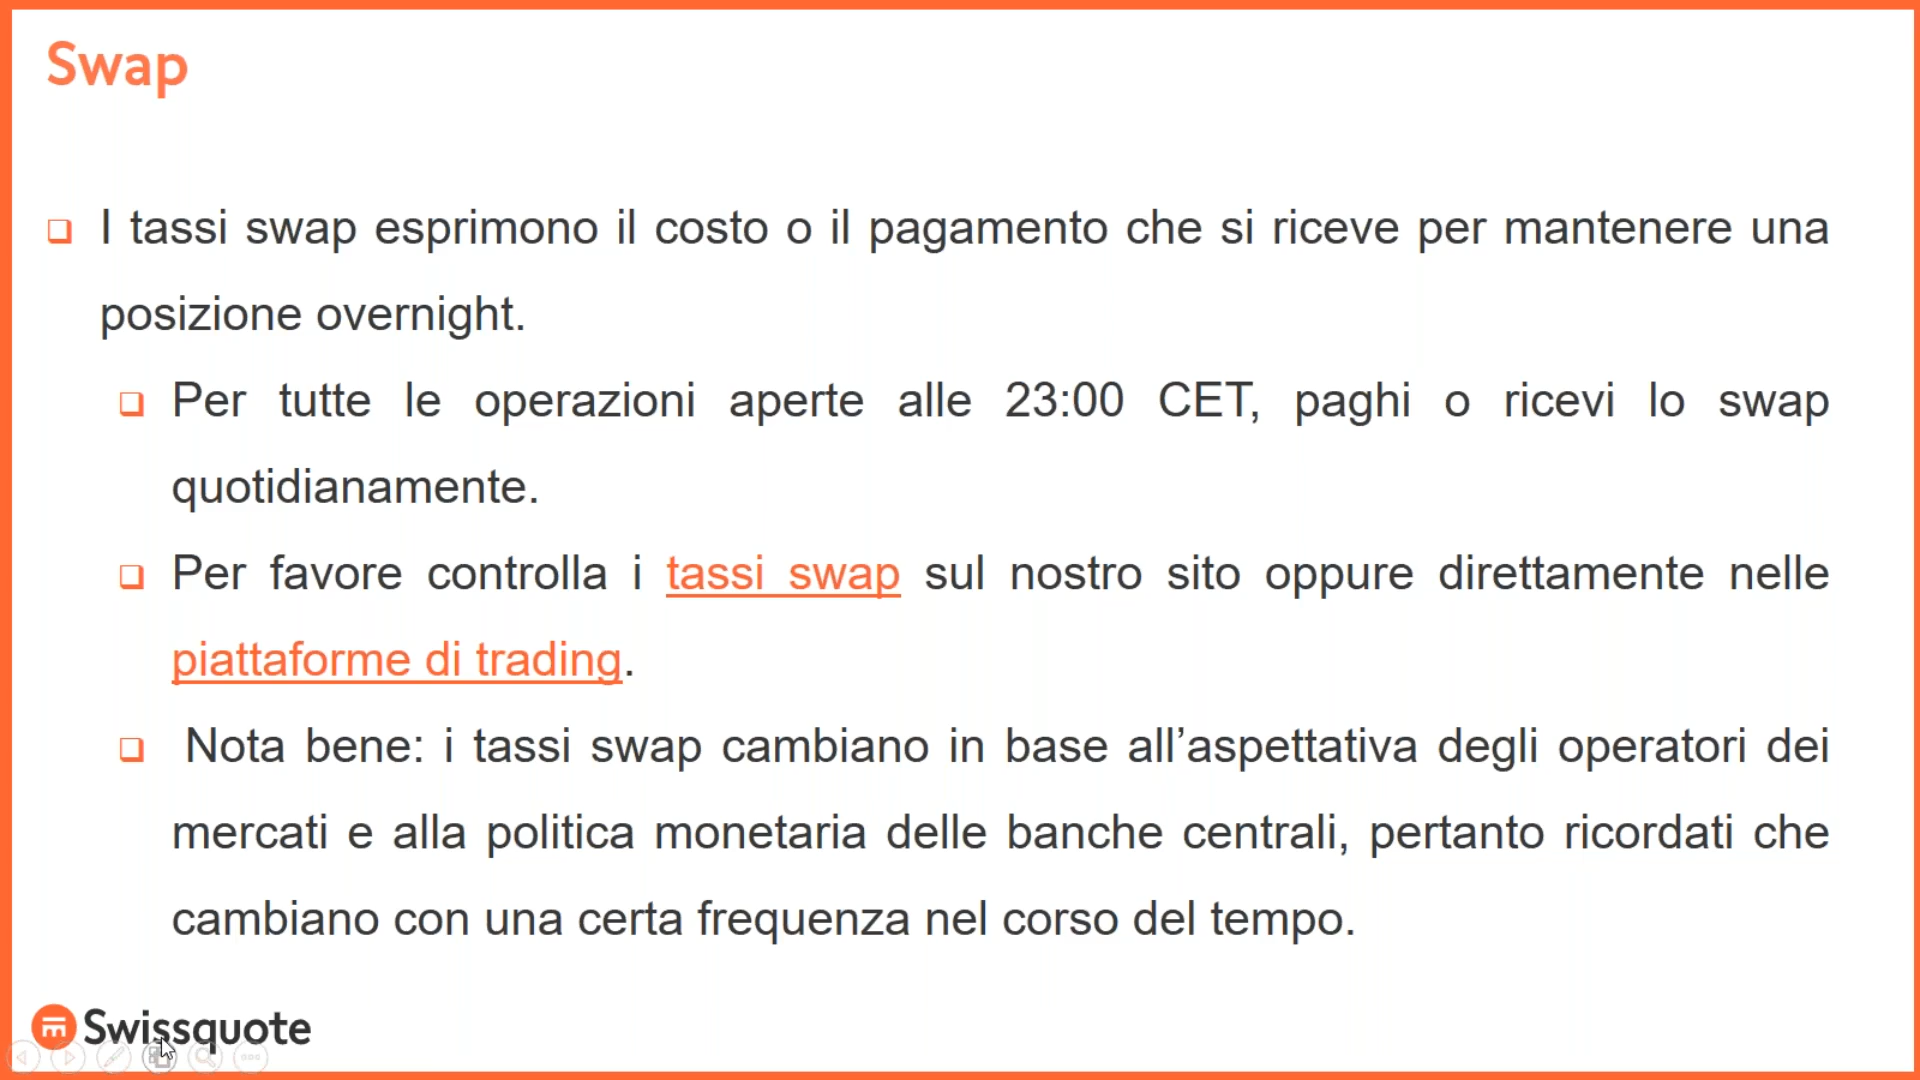 Swap
I tassi swap esprimono il costo o il pagamento che si riceve per mantenere una
posizione overnight.
Per tutte le operazioni aperte alle 23:00 CET, paghi o ricevi lo swap
quotidianamente.
Per favore controlla i tassi swap sul nostro sito oppure direttamente nelle
piattaforme di trading.
Nota bene: i tassi swap cambiano in base all’aspettativa degli operatori dei
mercati e alla politica monetaria delle banche centrali, pertanto ricordati che
cambiano con una certa frequenza nel corso del tempo.
Swissquote